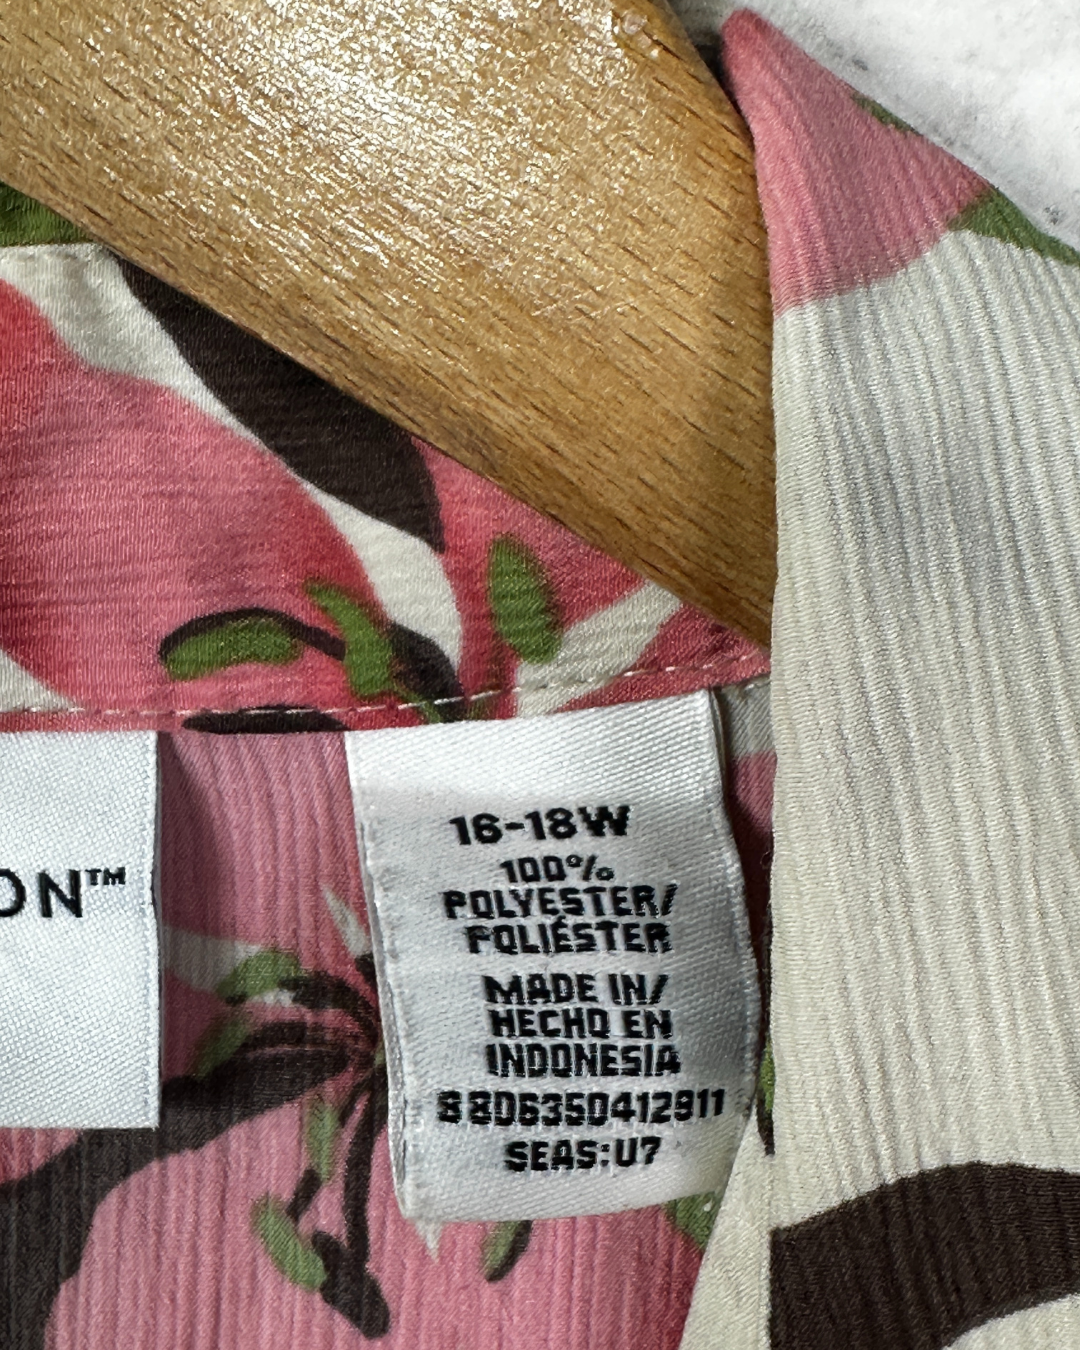 ON™
16-18W
100%
POLYESTER/
POLIÉSTER
MADE IN/
HECHO EN
INDONESIA
8806350412911
SEAS:U7